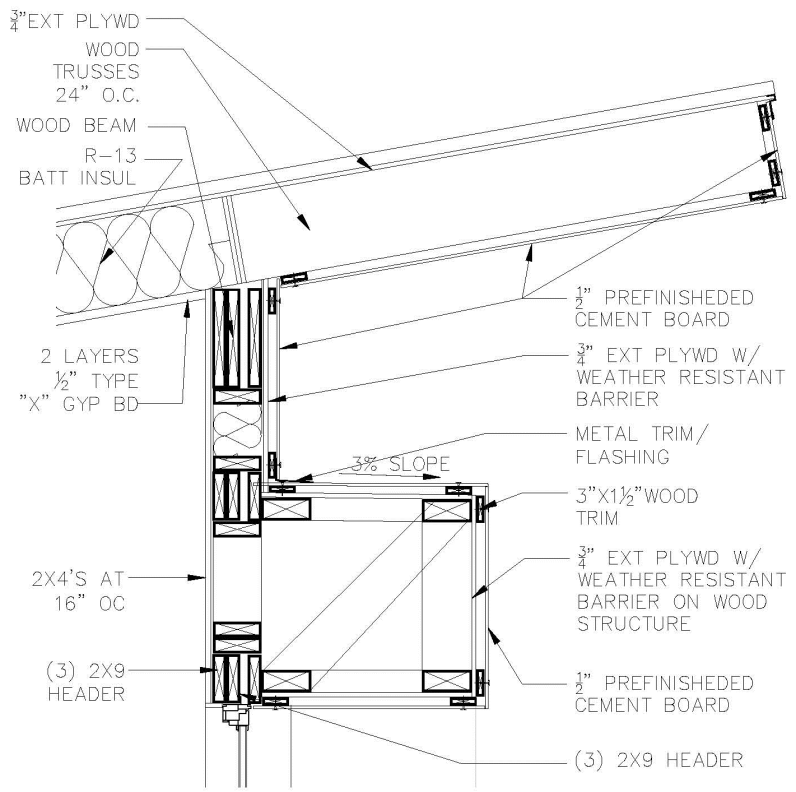 3/4"EXT PLYWD
WOOD
TRUSSES
24" O.C.
WOOD BEAM
R-13
BATT INSUL
2 LAYERS
1/2" TYPE
"X" GYP BD
2X4'S AT
16" OC
(3) 2X9
HEADER
3% SLOPE
1/2" PREFINISHEDED
CEMENT BOARD
3/4" EXT PLYWD W/
WEATHER RESISTANT
BARRIER
METAL TRIM/
FLASHING
3"X1 1/2"WOOD
TRIM
3/4" EXT PLYWD W/
WEATHER RESISTANT
BARRIER ON WOOD
STRUCTURE
1/2" PREFINISHEDED
CEMENT BOARD
(3) 2X9 HEADER